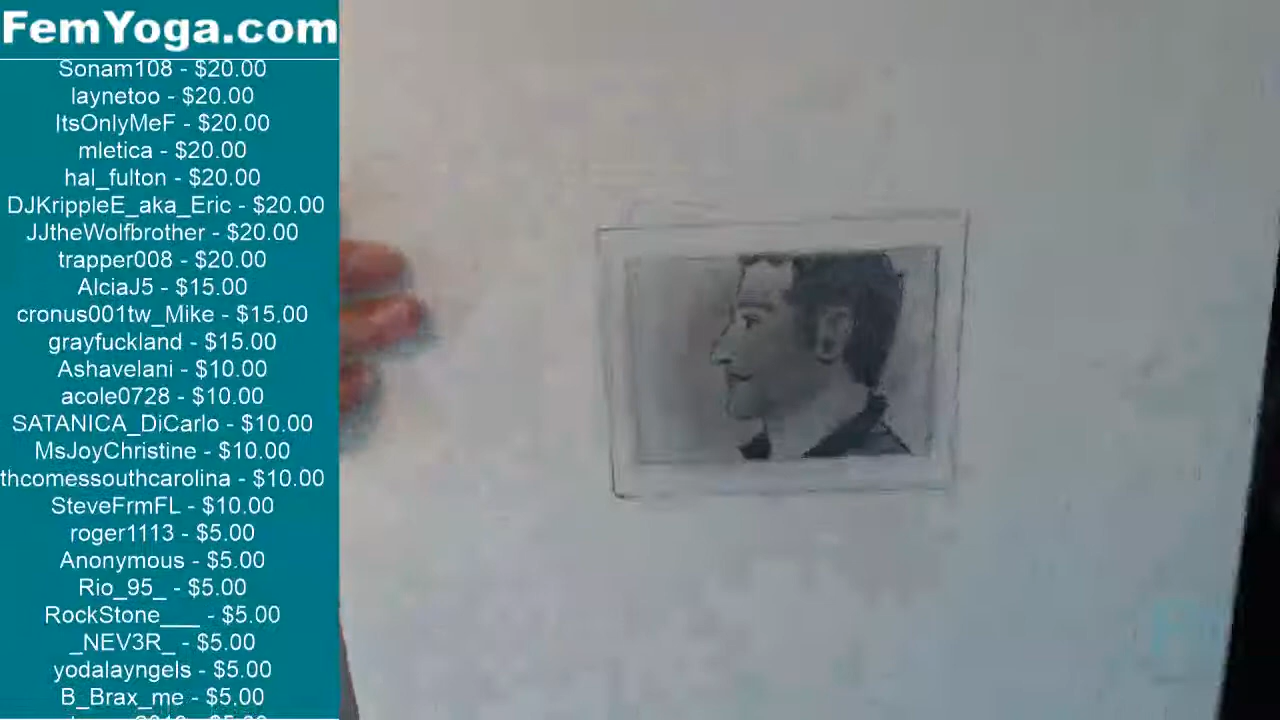 FemYoga.com
Sonam108 - $20.00
laynetoo - $20.00
ItsOnlyMeF - $20.00
mletica - $20.00
hal_fulton - $20.00
DJKrippleE_aka_Eric - $20.00
JJtheWolfbrother - $20.00
trapper008 - $20.00
AlciaJ5 - $15.00
cronus001tw_Mike - $15.00
grayfuckland - $15.00
Ashavelani - $10.00
acole0728 - $10.00
SATANICA_DiCarlo - $10.00
MsJoyChristine - $10.00
thcomessouthcarolina - $10.00
SteveFrmFL - $10.00
roger1113 - $5.00
Anonymous - $5.00
Rio_95_ - $5.00
RockStone___ - $5.00
_NEV3R_ - $5.00
yodalayngels - $5.00
B_Brax_me - $5.00